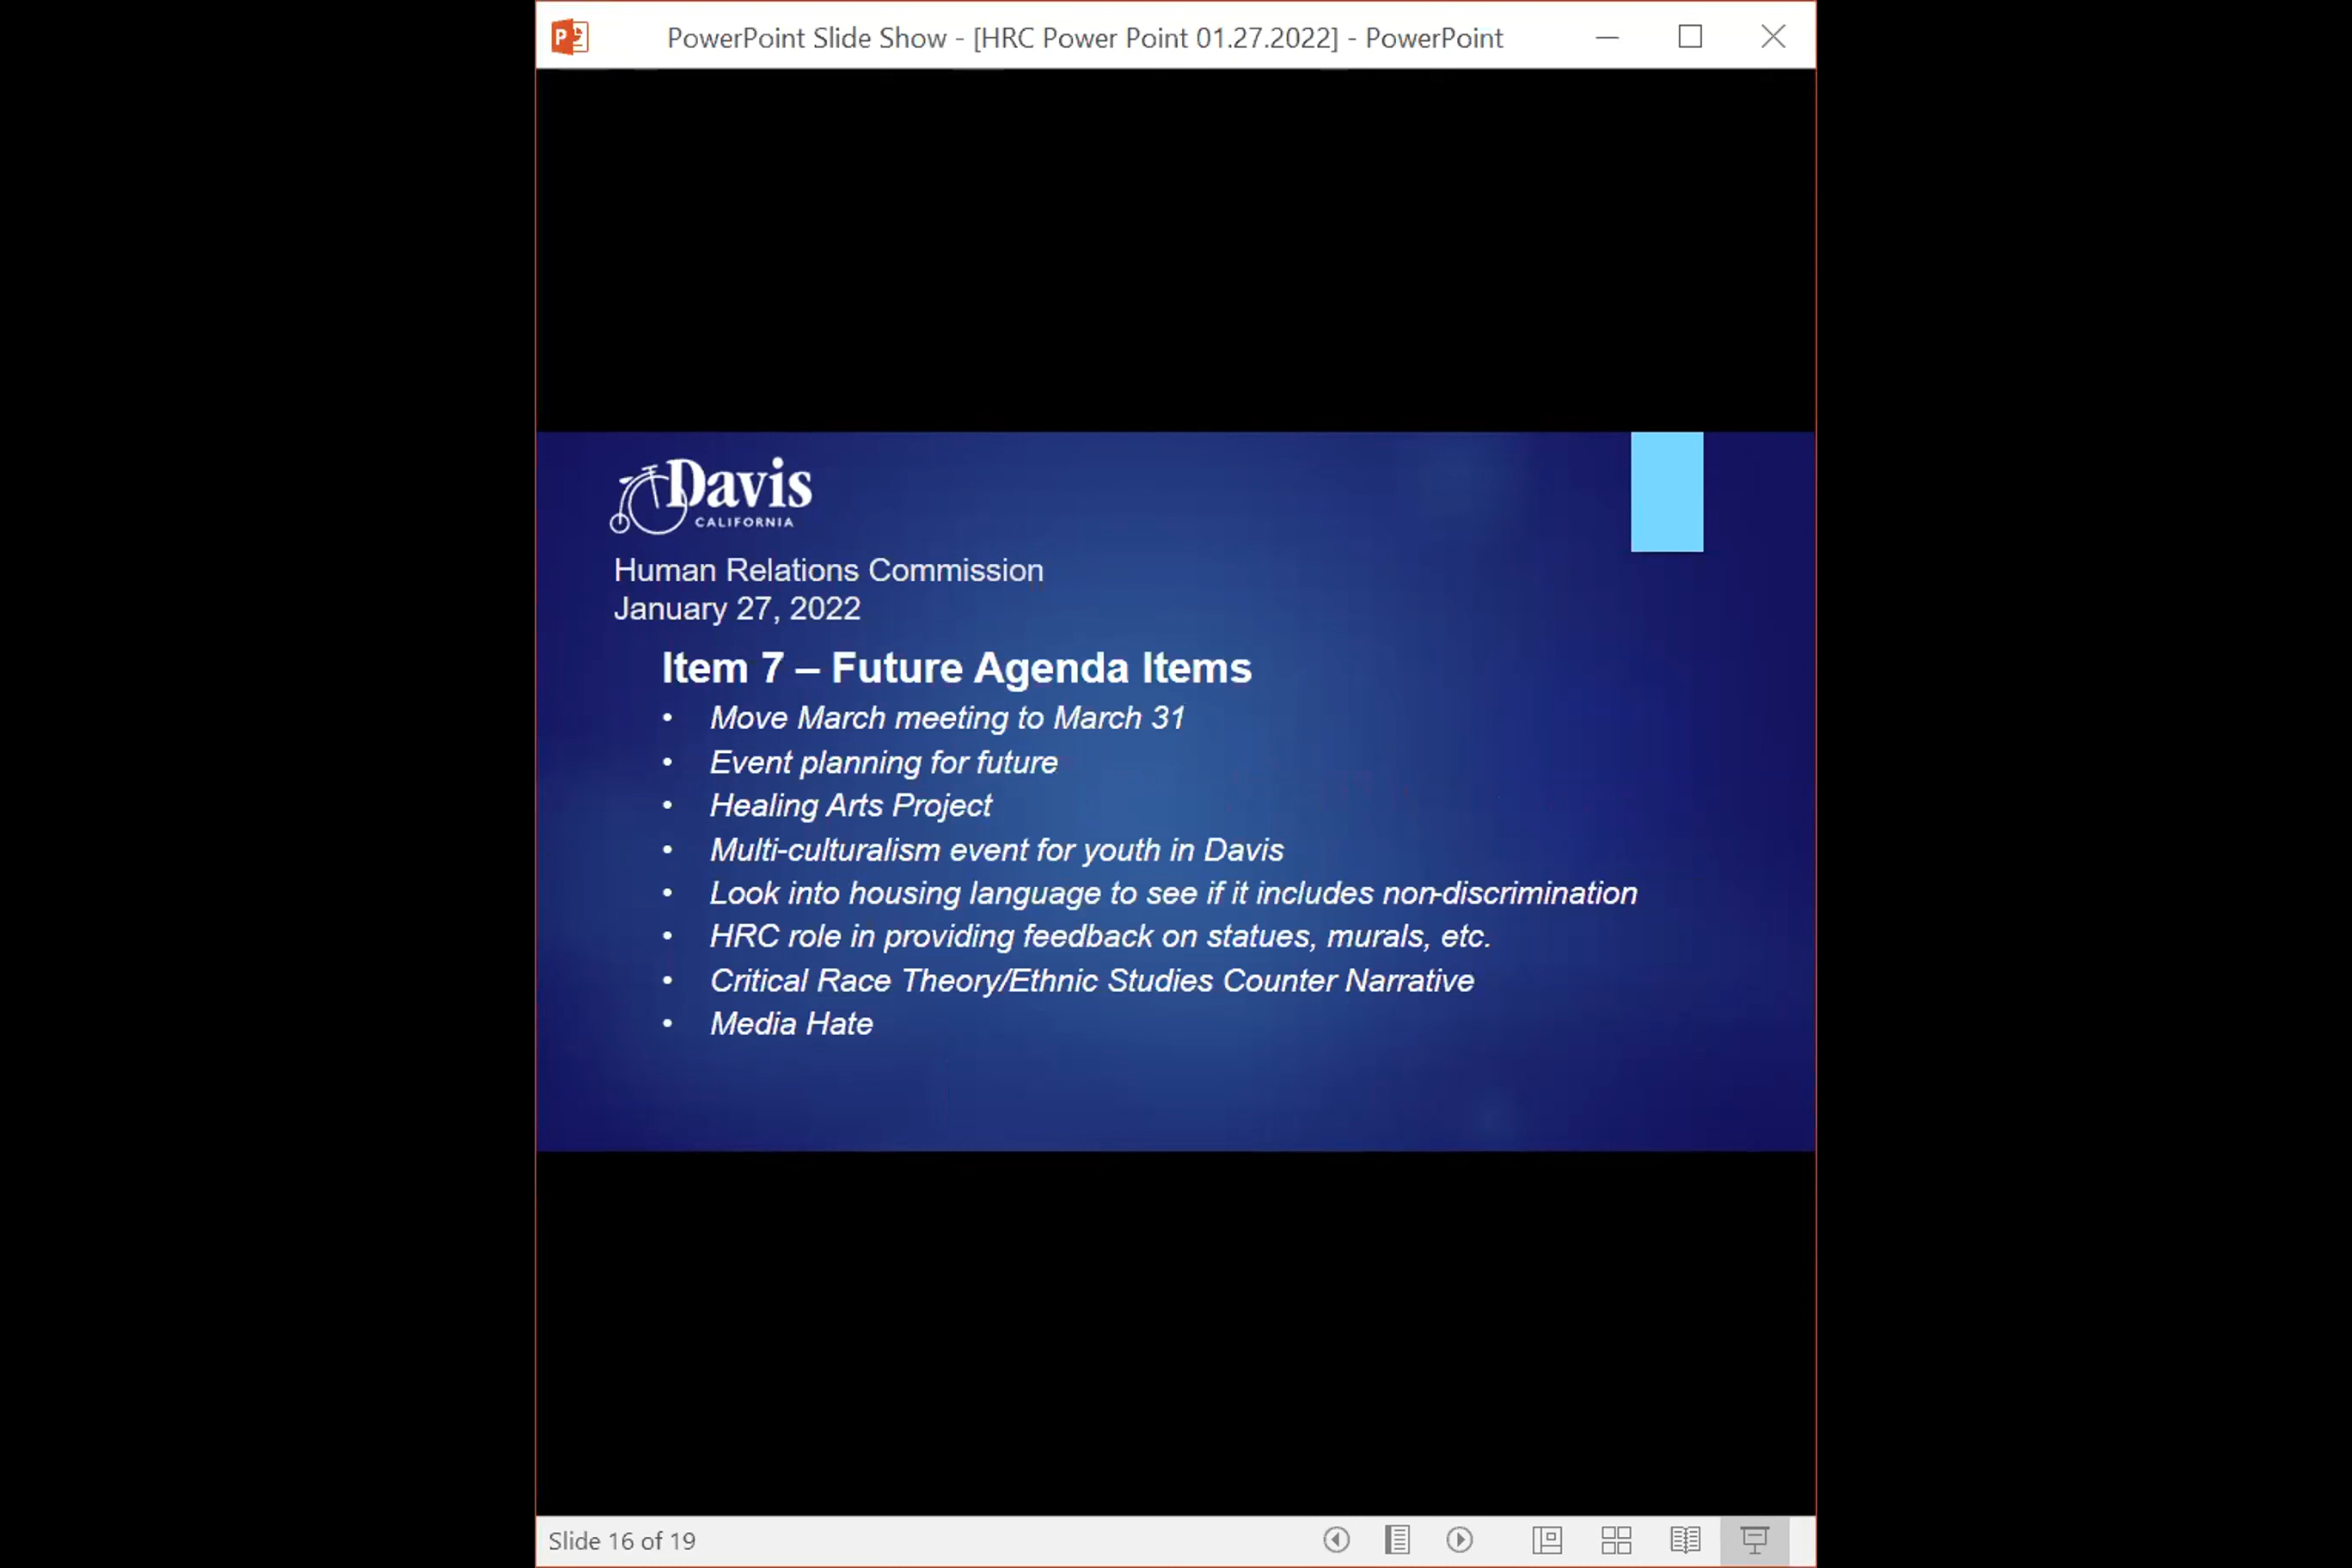 PowerPoint Slide Show - [HRC Power Point 01.27.2022] - PowerPoint
Davis
CALIFORNIA
Human Relations Commission
January 27, 2022
Item 7 – Future Agenda Items
• Move March meeting to March 31
• Event planning for future
• Healing Arts Project
• Multi-culturalism event for youth in Davis
• Look into housing language to see if it includes non-discrimination
• HRC role in providing feedback on statues, murals, etc.
• Critical Race Theory/Ethnic Studies Counter Narrative
• Media Hate
Slide 16 of 19